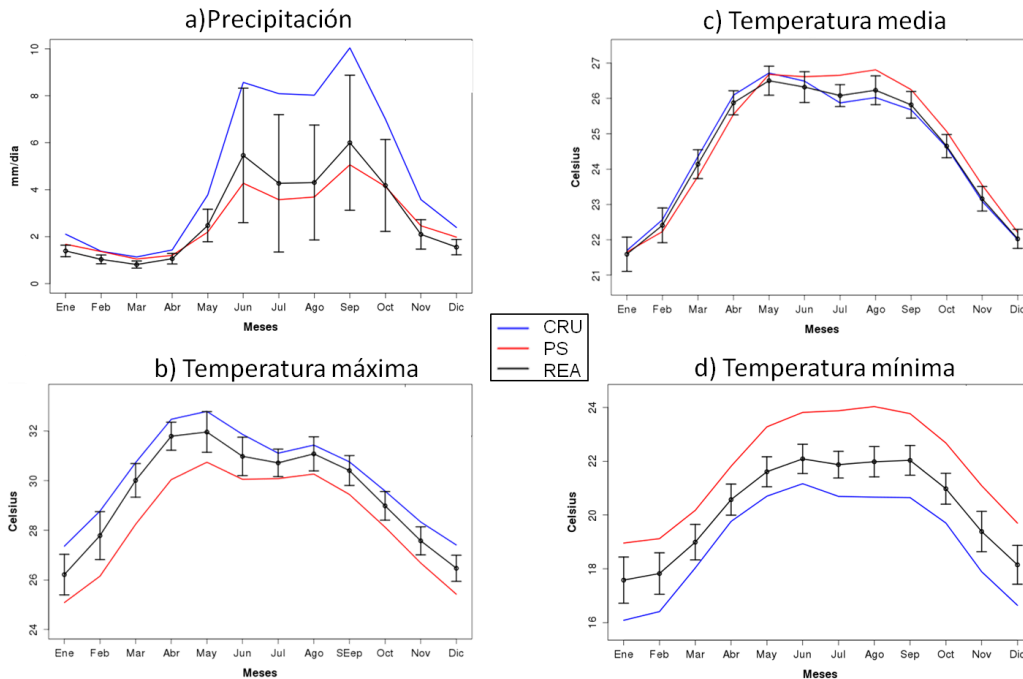 a)Precipitación
10
8
6
4
2
0
mm/dia
Ene Feb Mar Abr May Jun Jul Ago Sep Oct Nov Dic
Meses
c) Temperatura media
27
26
25
24
23
22
21
Celsius
Ene Feb Mar Abr May Jun Jul Ago Sep Oct Nov Dic
Meses
CRU
PS
REA
b) Temperatura máxima
32
30
28
26
24
Celsius
Ene Feb Mar Abr May Jun Jul Ago SEep Oct Nov Dic
Meses
d) Temperatura mínima
24
22
20
18
16
Celsius
Ene Feb Mar Abr May Jun Jul Ago Sep Oct Nov Dic
Meses